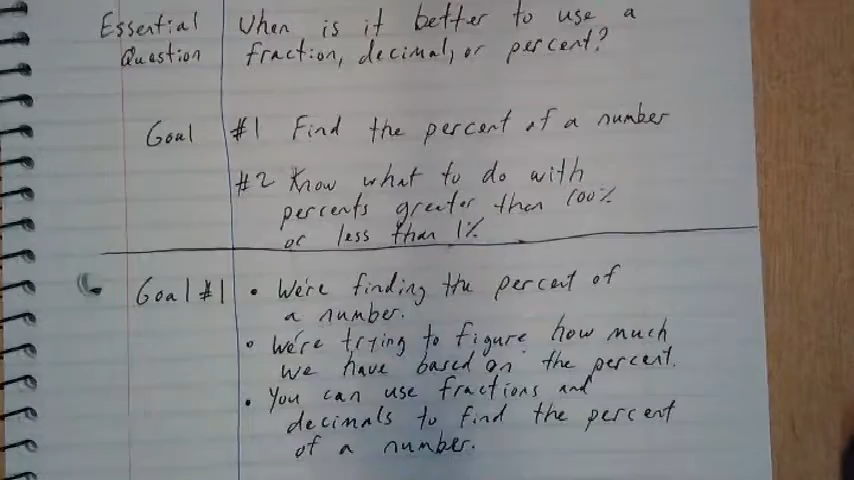 Essential Question When is it better to use a
fraction, decimal, or percent?
Goal #1 Find the percent of a number
#2 Know what to do with
percents greater than 100%
or less than 1%
Goal #1 • We're finding the percent of
a number.
• We're trying to figure how much
we have based on the percent.
• You can use fractions and
decimals to find the percent
of a number.